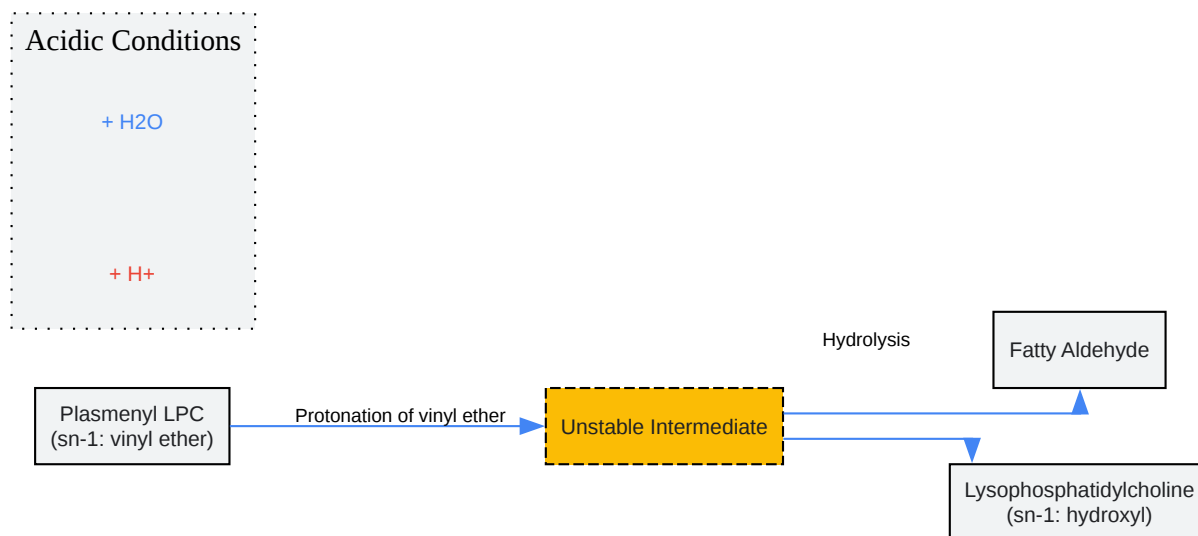 Acidic Conditions
+ H2O
+ H+
Hydrolysis
Fatty Aldehyde
Plasmenyl LPC
(sn-1: vinyl ether)
Protonation of vinyl ether
Unstable Intermediate
Lysophosphatidylcholine
(sn-1: hydroxyl)